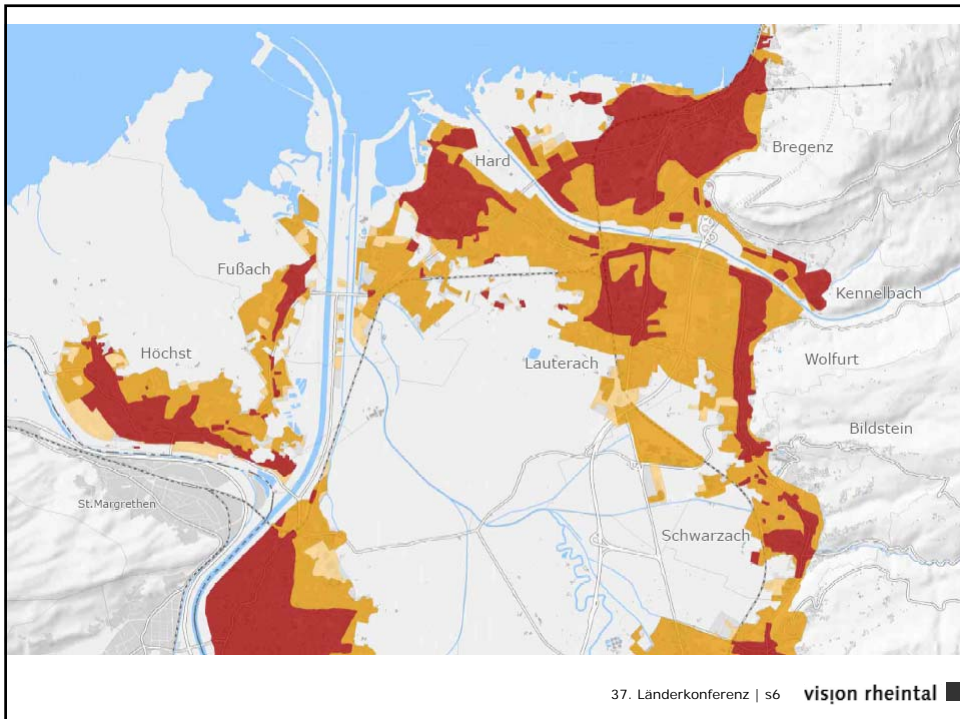 Bregenz
Hard
Fußach
Kennelbach
Höchst
Lauterach
Wolfurt
Bildstein
St.Margrethen
Schwarzach
37. Länderkonferenz | s6
vision rheintal